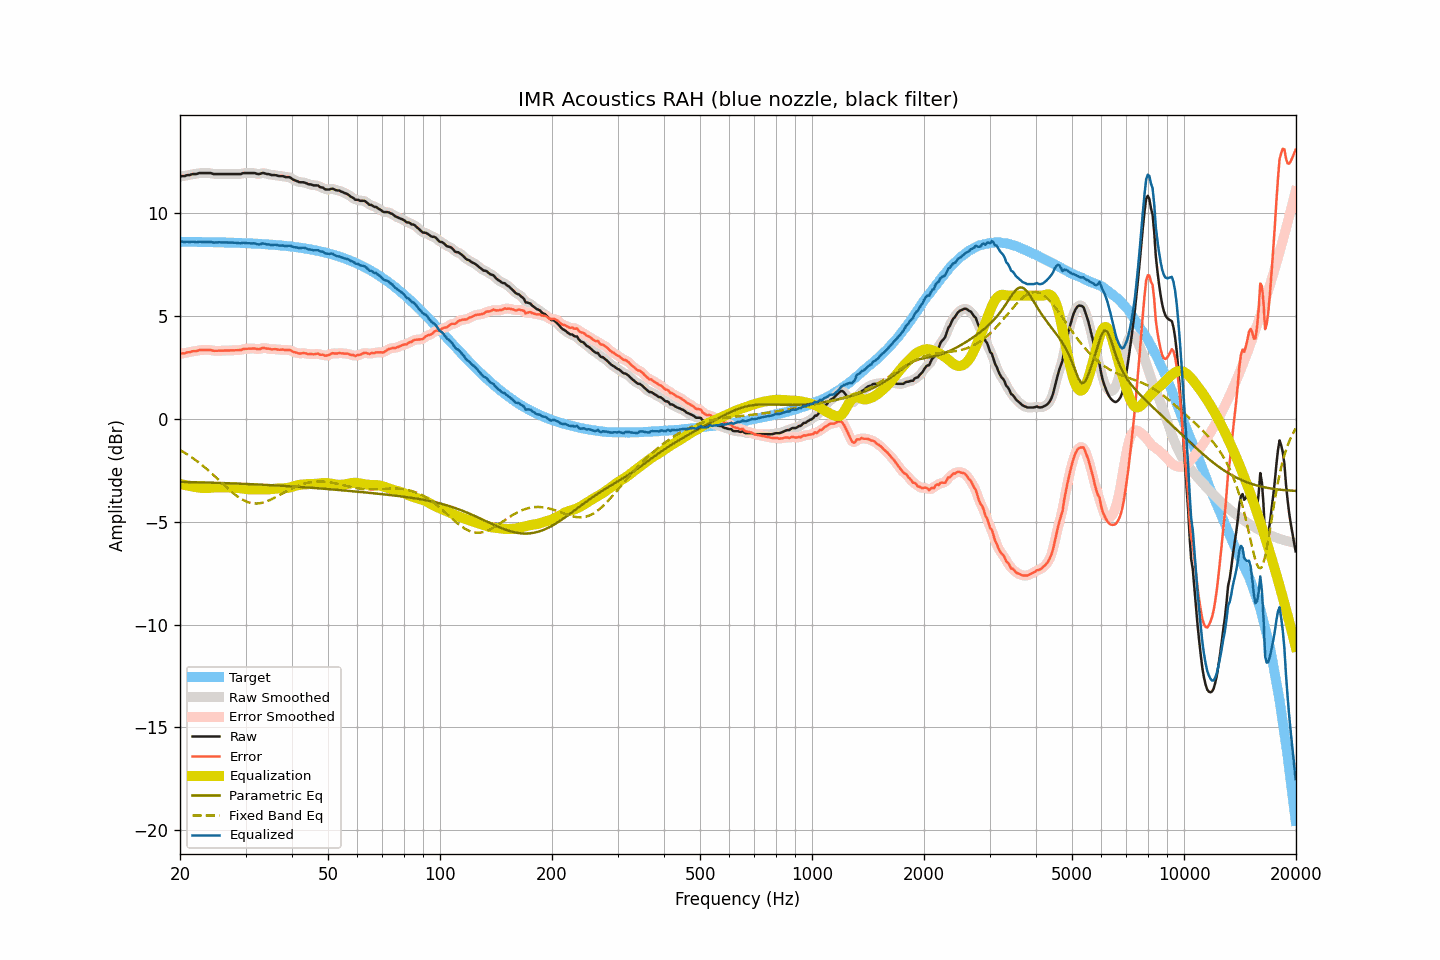 IMR Acoustics RAH (blue nozzle, black filter)
Amplitude (dBr)
10
5
0
−5
−10
−15
−20
Target
Raw Smoothed
Error Smoothed
Raw
Error
Equalization
Parametric Eq
Fixed Band Eq
Equalized
20 50 100 200 500 1000 2000 5000 10000 20000
Frequency (Hz)